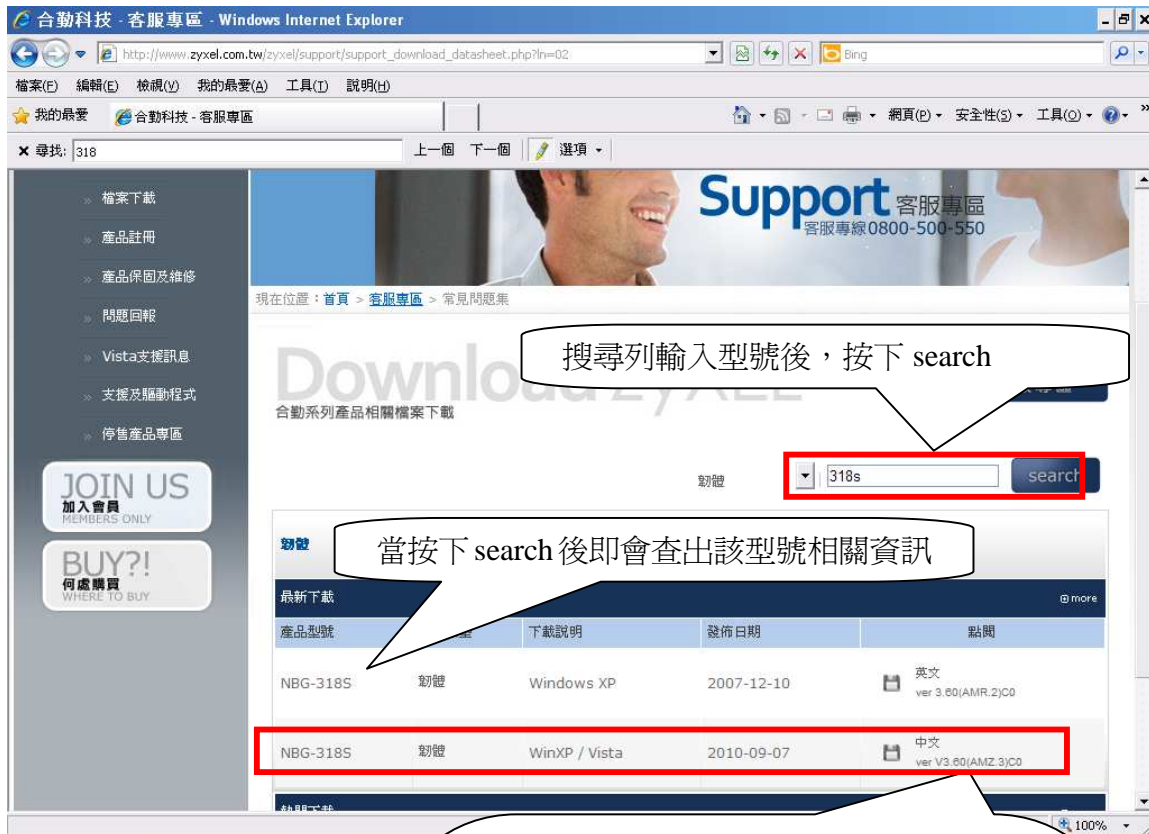 合勤科技 - 客服專區 - Windows Internet Explorer
http://www.zyxel.com.tw/zyxel/support/support_download_datasheet.php?ln=02
Bing
檔案(F) 編輯(E) 檢視(V) 我的最愛(A) 工具(T) 說明(H)
我的最愛 合勤科技 - 客服專區 網頁(P) 安全性(S) 工具(O)
尋找: 318 上一個 下一個 選項
檔案下載
產品註冊
產品保固及維修
問題回報
Vista支援訊息
支援及驅動程式
停售產品專區
JOIN US
加入會員
MEMBERS ONLY
BUY?!
何處購買
WHERE TO BUY
Support 客服專區
客服專線0800-500-550
現在位置：首頁 > 客服專區 > 常見問題集
搜尋列輸入型號後，按下 search
Download ZyXEL
合勤系列產品相關檔案下載
韌體 318s search
韌體
當按下 search 後即會查出該型號相關資訊
最新下載 more
產品型號 下載說明 發佈日期 點閱
NBG-318S 韌體 Windows XP 2007-12-10 英文
ver 3.60(AMR.2)C0
NBG-318S 韌體 WinXP / Vista 2010-09-07 中文
ver V3.60(AMZ.3)C0
100%